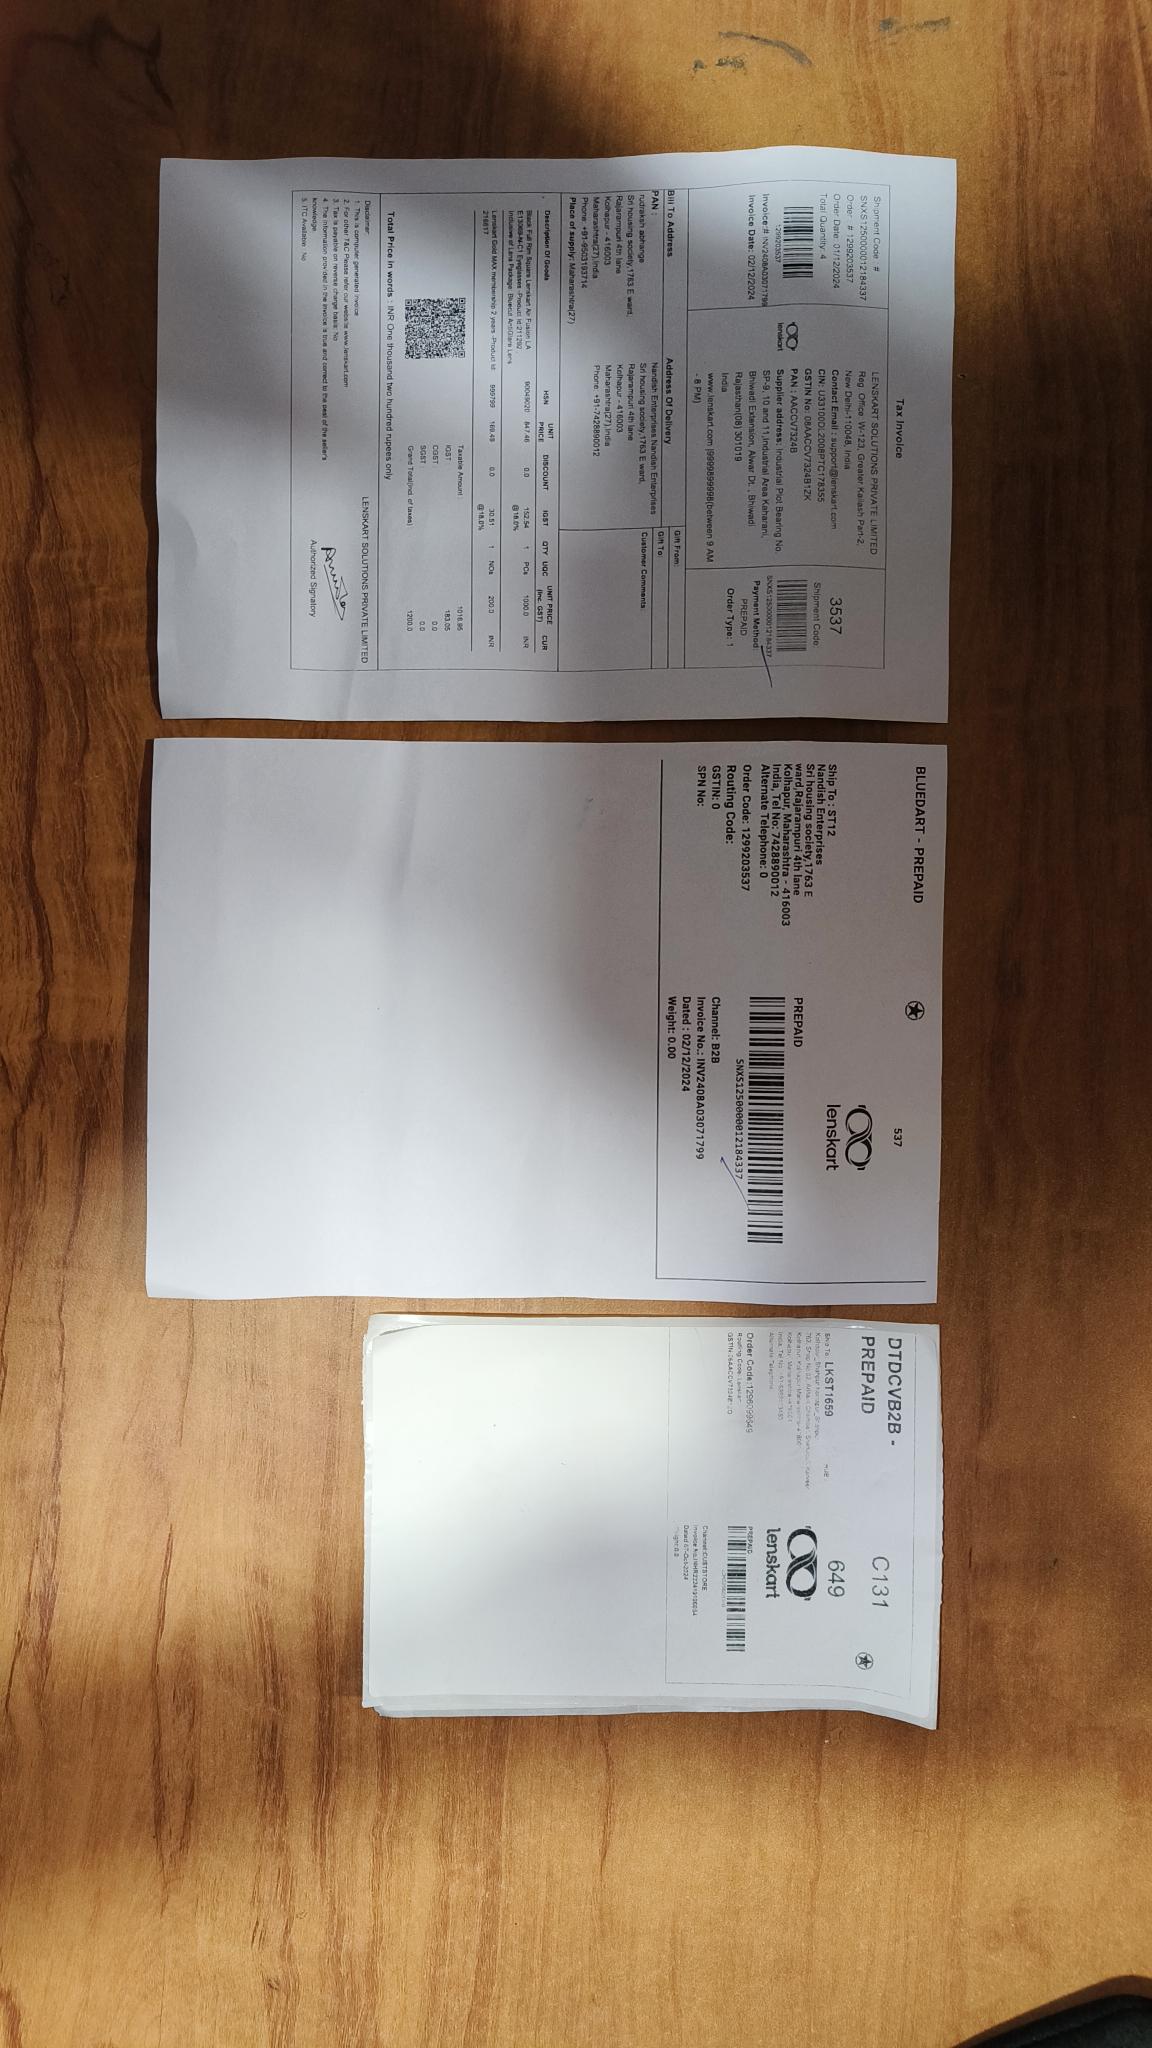 Tax Invoice
Shipment Code #
SNXS1250000012184337
Order # 1299203537
Order Date: 01/12/2024
Total Quantity: 4
1299203537
Invoice #: INV2408A03071799
Invoice Date: 02/12/2024
lenskart
LENSKART SOLUTIONS PRIVATE LIMITED
Reg. Office: W-123, Greater Kailash Part-2,
New Delhi-110048, India
Contact Email : support@lenskart.com
CIN: U33100DL2008PTC178355
GSTIN No: 08AACCV7324B1ZK
PAN : AACCV7324B
Supplier address: Industrial Plot Bearing No.
SP-9, 10 and 11,Industrial Area Kaharani,
Bhiwadi Extension, Alwar Dt. , Bhiwadi
Rajasthan(08) 301019
India
www.lenskart.com |9999899998(between 9 AM
- 8 PM)
3537
Shipment Code:
SNXS1250000012184337
Payment Method:
PREPAID
Order Type: 1
Bill To Address
PAN :
rudraksh abhange
Sri housing society,1763 E ward,
Rajarampuri 4th lane
Kolhapur - 416003
Maharashtra(27),India
Phone: +91-9503193714
Place of supply: Maharashtra(27)
Address Of Delivery
Nandish Enterprises Nandish Enterprises
Sri housing society,1763 E ward,
Rajarampuri 4th lane
Kolhapur - 416003
Maharashtra(27),India
Phone: +91-7428890012
Gift From:
Gift To:
Customer Comments
Description Of Goods HSN UNIT PRICE DISCOUNT IGST QTY UQC UNIT PRICE (Inc. GST) CUR
Black Full Rim Square Lenskart Air Fusion LA 90049020 847.46 0.0 152.54 1 PCs 1000.0 INR
Eyeglasses @18.0%
Inclusive of Lens Package :Bluecut AntiGlare Lens
Lenskart Gold MAX membership 2 years -Product Id: 999799 169.49 0.0 30.51 1 NOs 200.0 INR
216617 @18.0%
Taxable Amount 1016.95
IGST 183.05
CGST 0.0
SGST 0.0
Grand Total(Incl. of taxes) 1200.0
Total Price in words : INR One thousand two hundred rupees only
Disclaimer:
1. This is computer generated invoice
2. For other T&C Please refer our website www.lenskart.com
3. Tax is payable on reverse charge basis: No
4. The information provided in the invoice is true and correct to the best of the seller's
knowledge.
5. ITC Available : No
LENSKART SOLUTIONS PRIVATE LIMITED
Authorized Signatory
BLUEDART - PREPAID
537
lenskart
Ship To : ST12
Nandish Enterprises
Sri housing society,1763 E
ward,Rajarampuri 4th lane
Kolhapur, Maharashtra - 416003
India, Tel No: 7428890012
Alternate Telephone: 0
Order Code: 1299203537
Routing Code:
GSTIN: 0
SPN No:
PREPAID
SNXS1250000012184337
Channel: B2B
Invoice No.: INV2408A03071799
Dated : 02/12/2024
Weight: 0.00
DTDCVB2B -
PREPAID
C131
649
lenskart
Ship To: LKST1659
Alternate Telephone:
Order Code:
Routing Code: Lenskart
PREPAID
Channel:CUSTSTORE